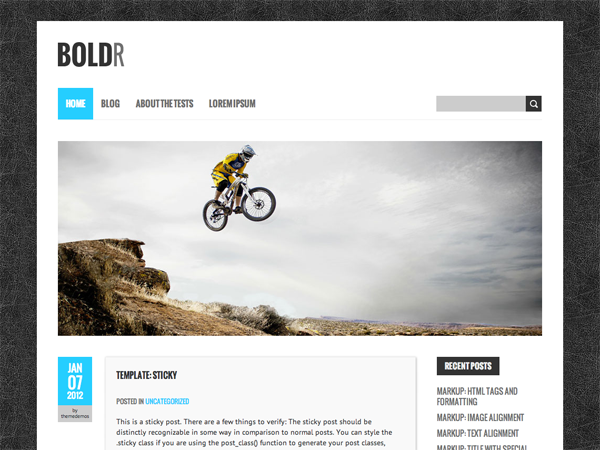 BOLDR
HOME BLOG ABOUT THE TESTS LOREM IPSUM
JAN
07
2012
by
themedemos
TEMPLATE: STICKY
POSTED IN UNCATEGORIZED
This is a sticky post. There are a few things to verify: The sticky post should be
distinctly recognizable in some way in comparison to normal posts. You can style the
.sticky class if you are using the post_class() function to generate your post classes,
RECENT POSTS
MARKUP: HTML TAGS AND
FORMATTING
MARKUP: IMAGE ALIGNMENT
MARKUP: TEXT ALIGNMENT
MARKUP: TITLE WITH SPECIAL